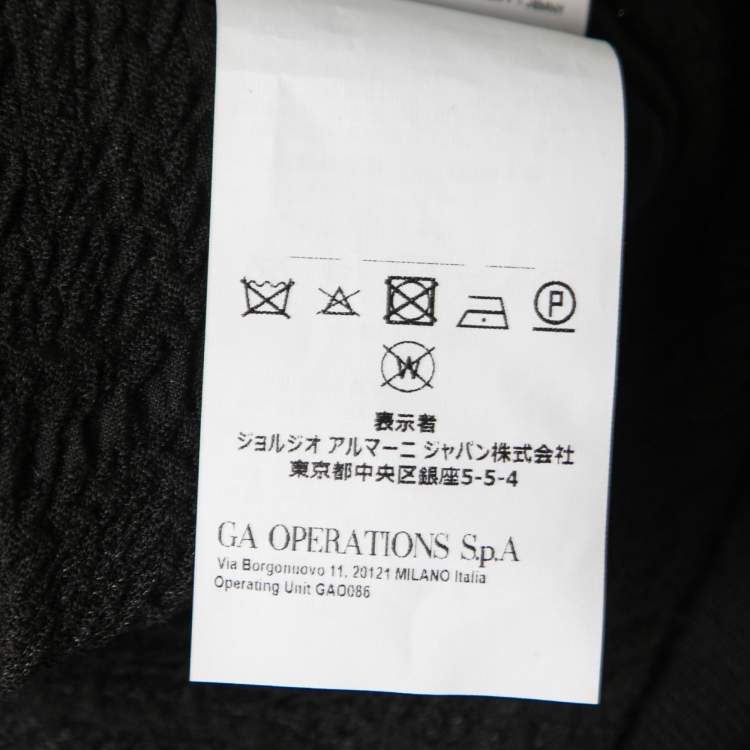 P
W
表示者
ジョルジオ アルマーニ ジャパン株式会社
東京都中央区銀座5-5-4
GA OPERATIONS S.p.A
Via Borgonuovo 11, 20121 MILANO Italia
Operating Unit GAO086